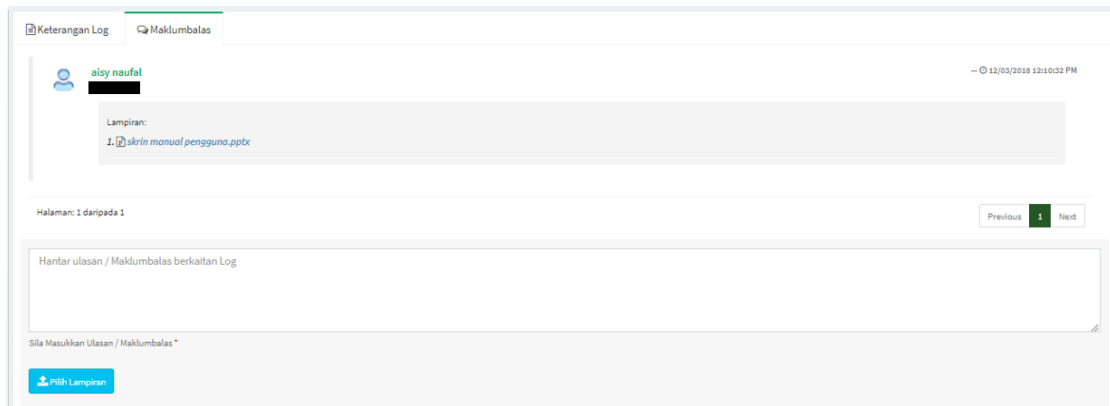 Keterangan Log
Maklumbalas
aisy naufal
– 12/03/2018 12:10:32 PM
Lampiran:
1. skrin manual pengguna.pptx
Halaman: 1 daripada 1
Previous 1 Next
Hantar ulasan / Maklumbalas berkaitan Log
Sila Masukkan Ulasan / Maklumbalas *
Pilih Lampiran